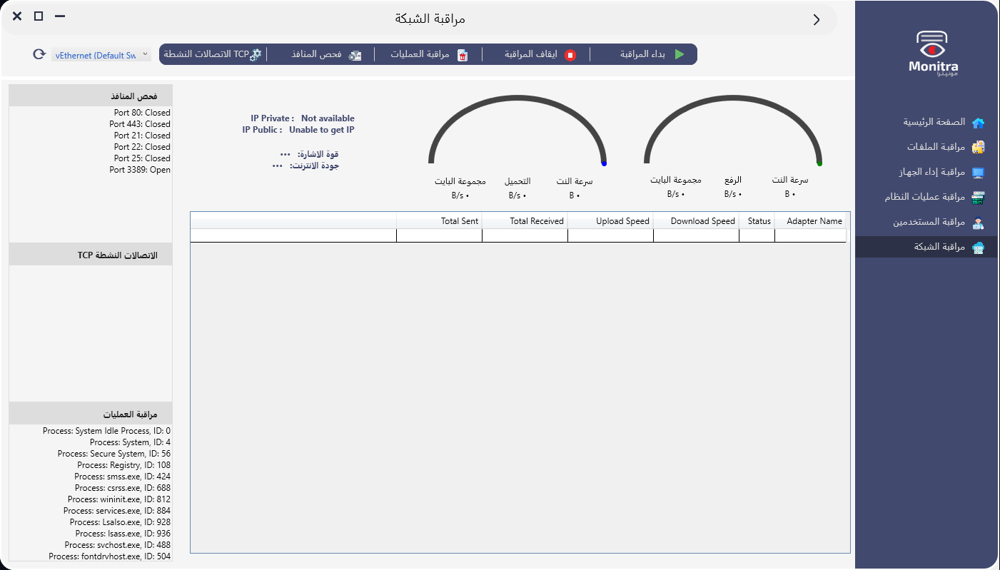 مراقبة الشبكة
Monitra
مونيترا
الصفحة الرئيسية
مراقبة الملفات
مراقبة إداء الجهاز
مراقبة عمليات النظام
مراقبة المستخدمين
مراقبة الشبكة
بداء المراقبة
ايقاف المراقبة
مراقبة العمليات
فحص المنافذ
الاتصالات النشطة TCP
vEthernet (Default Sw
سرعة النت
الرفع
مجموعة البايت
B •
B/s •
B/s •
سرعة النت
التحميل
مجموعة البايت
B •
B/s •
B/s •
IP Private : Not available
IP Public : Unable to get IP
قوة الاشارة: •••
جودة الانترنت: •••
Adapter Name
Status
Download Speed
Upload Speed
Total Received
Total Sent
فحص المنافذ
Port 80: Closed
Port 443: Closed
Port 21: Closed
Port 22: Closed
Port 25: Closed
Port 3389: Open
الاتصالات النشطة TCP
مراقبة العمليات
Process: System Idle Process, ID: 0
Process: System, ID: 4
Process: Secure System, ID: 56
Process: Registry, ID: 108
Process: smss.exe, ID: 424
Process: csrss.exe, ID: 688
Process: wininit.exe, ID: 812
Process: services.exe, ID: 884
Process: LsaIso.exe, ID: 928
Process: lsass.exe, ID: 936
Process: svchost.exe, ID: 488
Process: fontdrvhost.exe, ID: 504